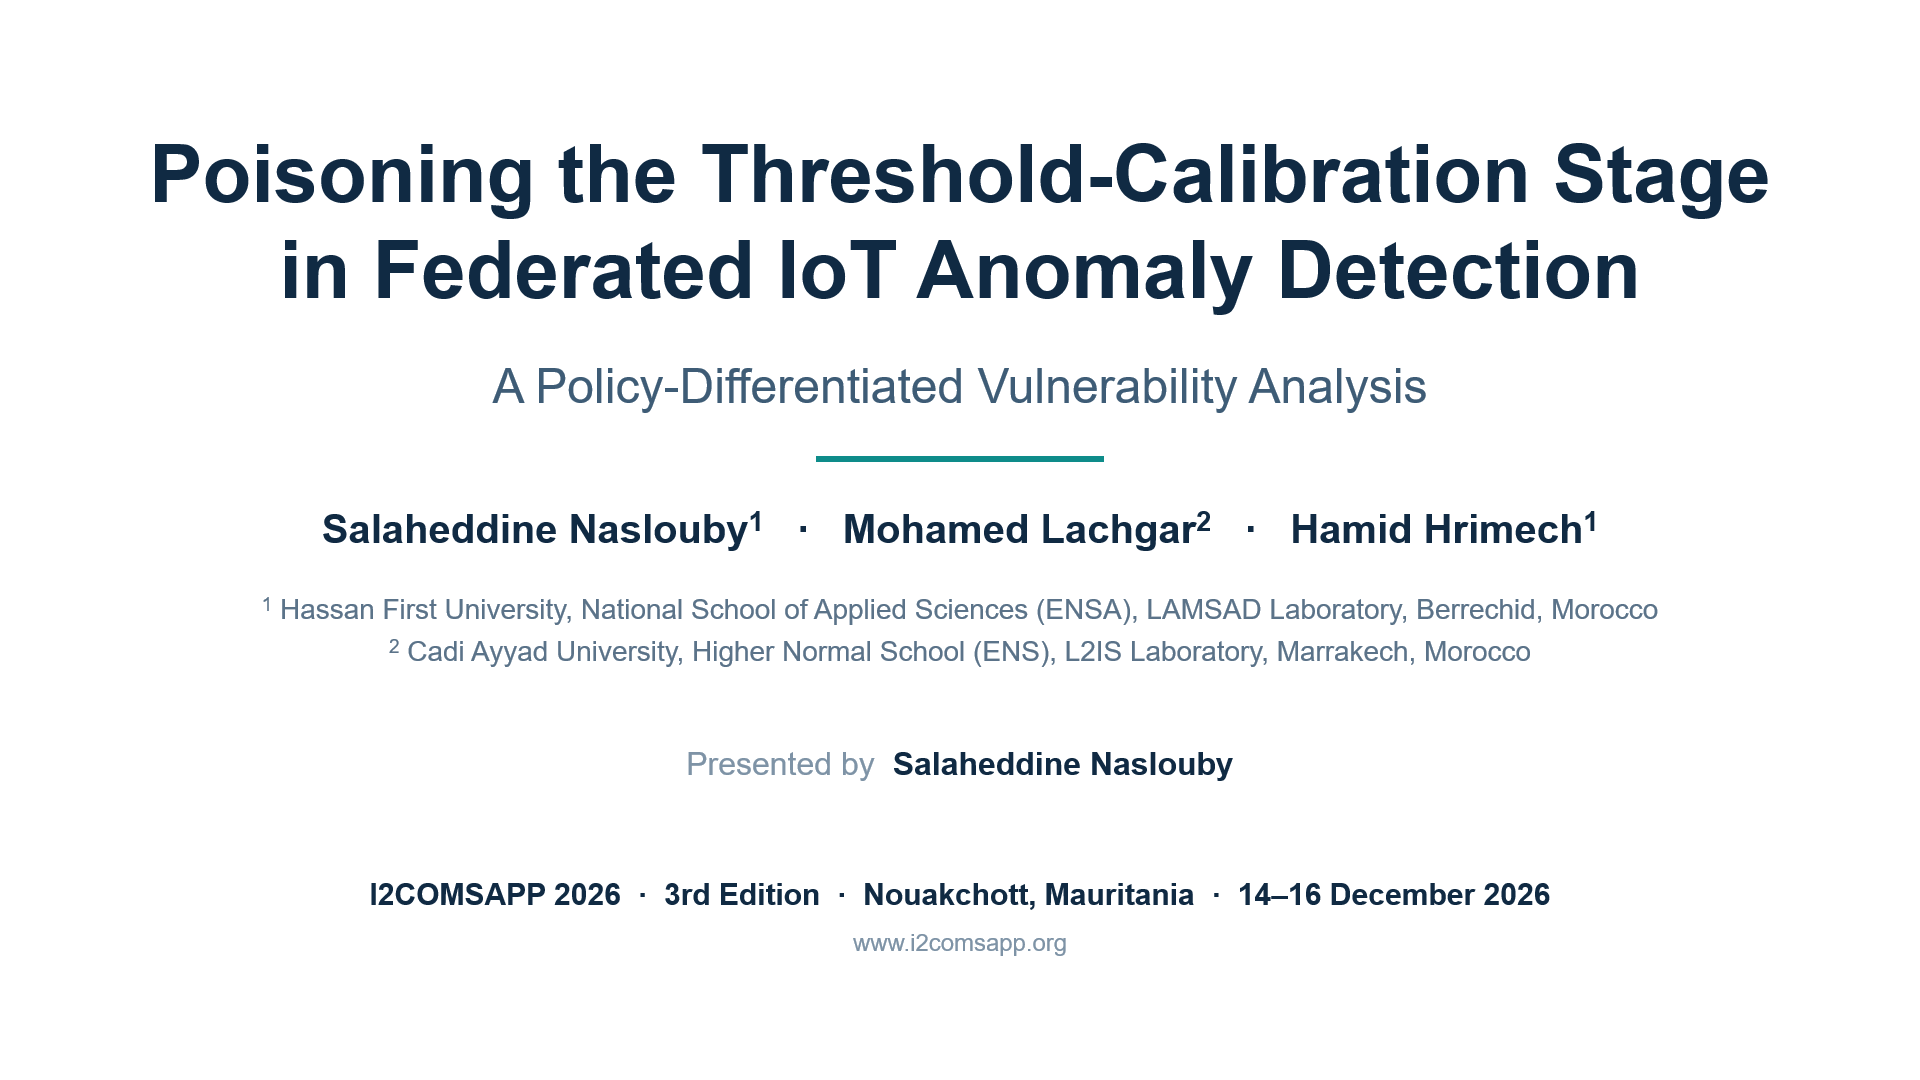 Poisoning the Threshold-Calibration Stage
in Federated IoT Anomaly Detection
A Policy-Differentiated Vulnerability Analysis
Salaheddine Naslouby¹ · Mohamed Lachgar² · Hamid Hrimech¹
¹ Hassan First University, National School of Applied Sciences (ENSA), LAMSAD Laboratory, Berrechid, Morocco
² Cadi Ayyad University, Higher Normal School (ENS), L2IS Laboratory, Marrakech, Morocco
Presented by Salaheddine Naslouby
I2COMSAPP 2026 · 3rd Edition · Nouakchott, Mauritania · 14–16 December 2026
www.i2comsapp.org